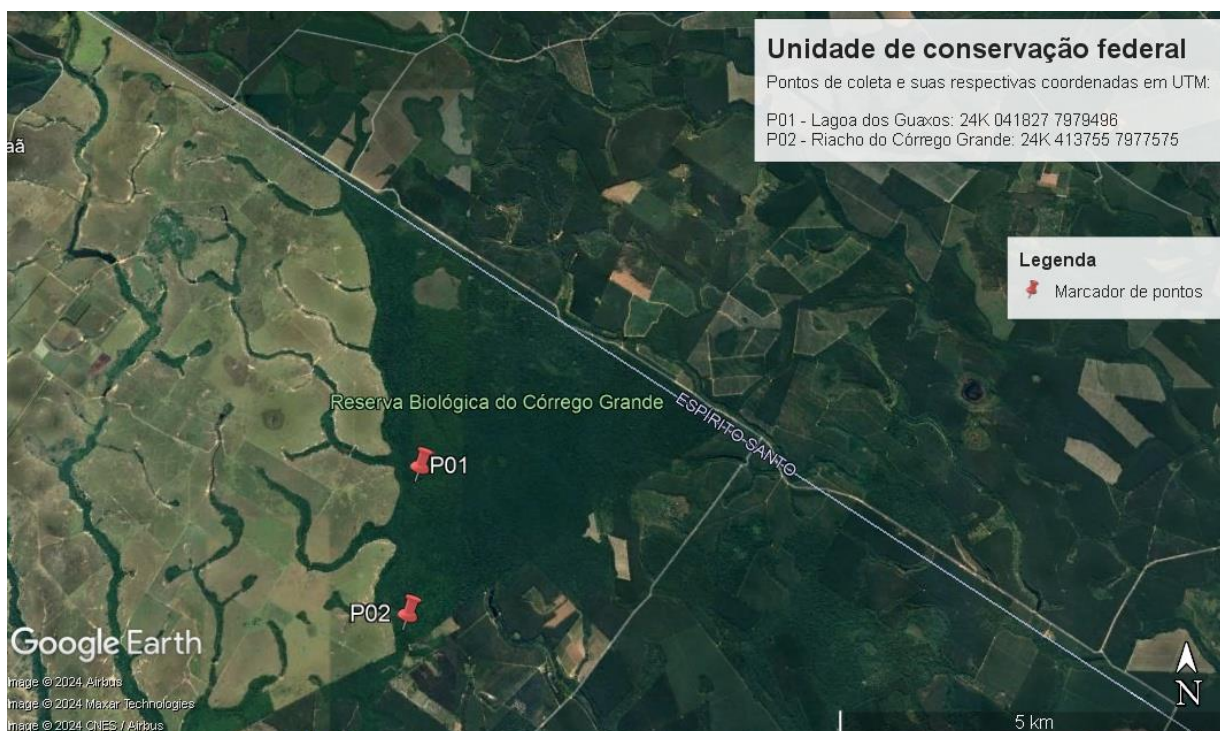 Unidade de conservação federal
Pontos de coleta e suas respectivas coordenadas em UTM:
P01 - Lagoa dos Guaxos: 24K 041827 7979496
P02 - Riacho do Córrego Grande: 24K 413755 7977575
aã
Legenda
Marcador de pontos
Reserva Biológica do Córrego Grande
ESPÍRITO SANTO
P01
P02
Google Earth
Image © 2024 Airbus
Image © 2024 Maxar Technologies
Image © 2024 CNES / Airbus
N
5 km